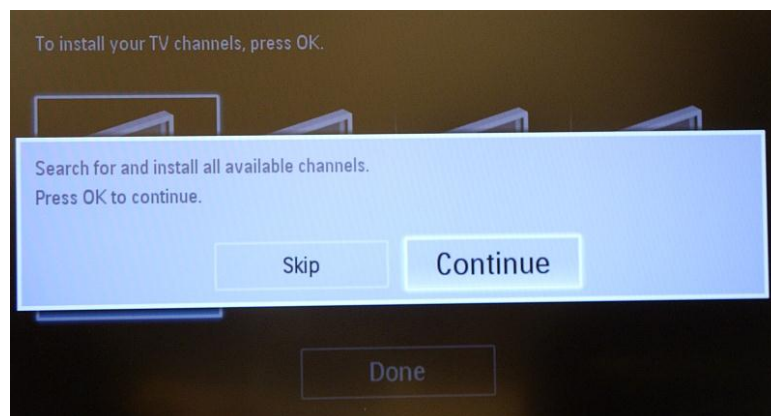 To install your TV channels, press OK.
Search for and install all available channels.
Press OK to continue.
Skip
Continue
Done